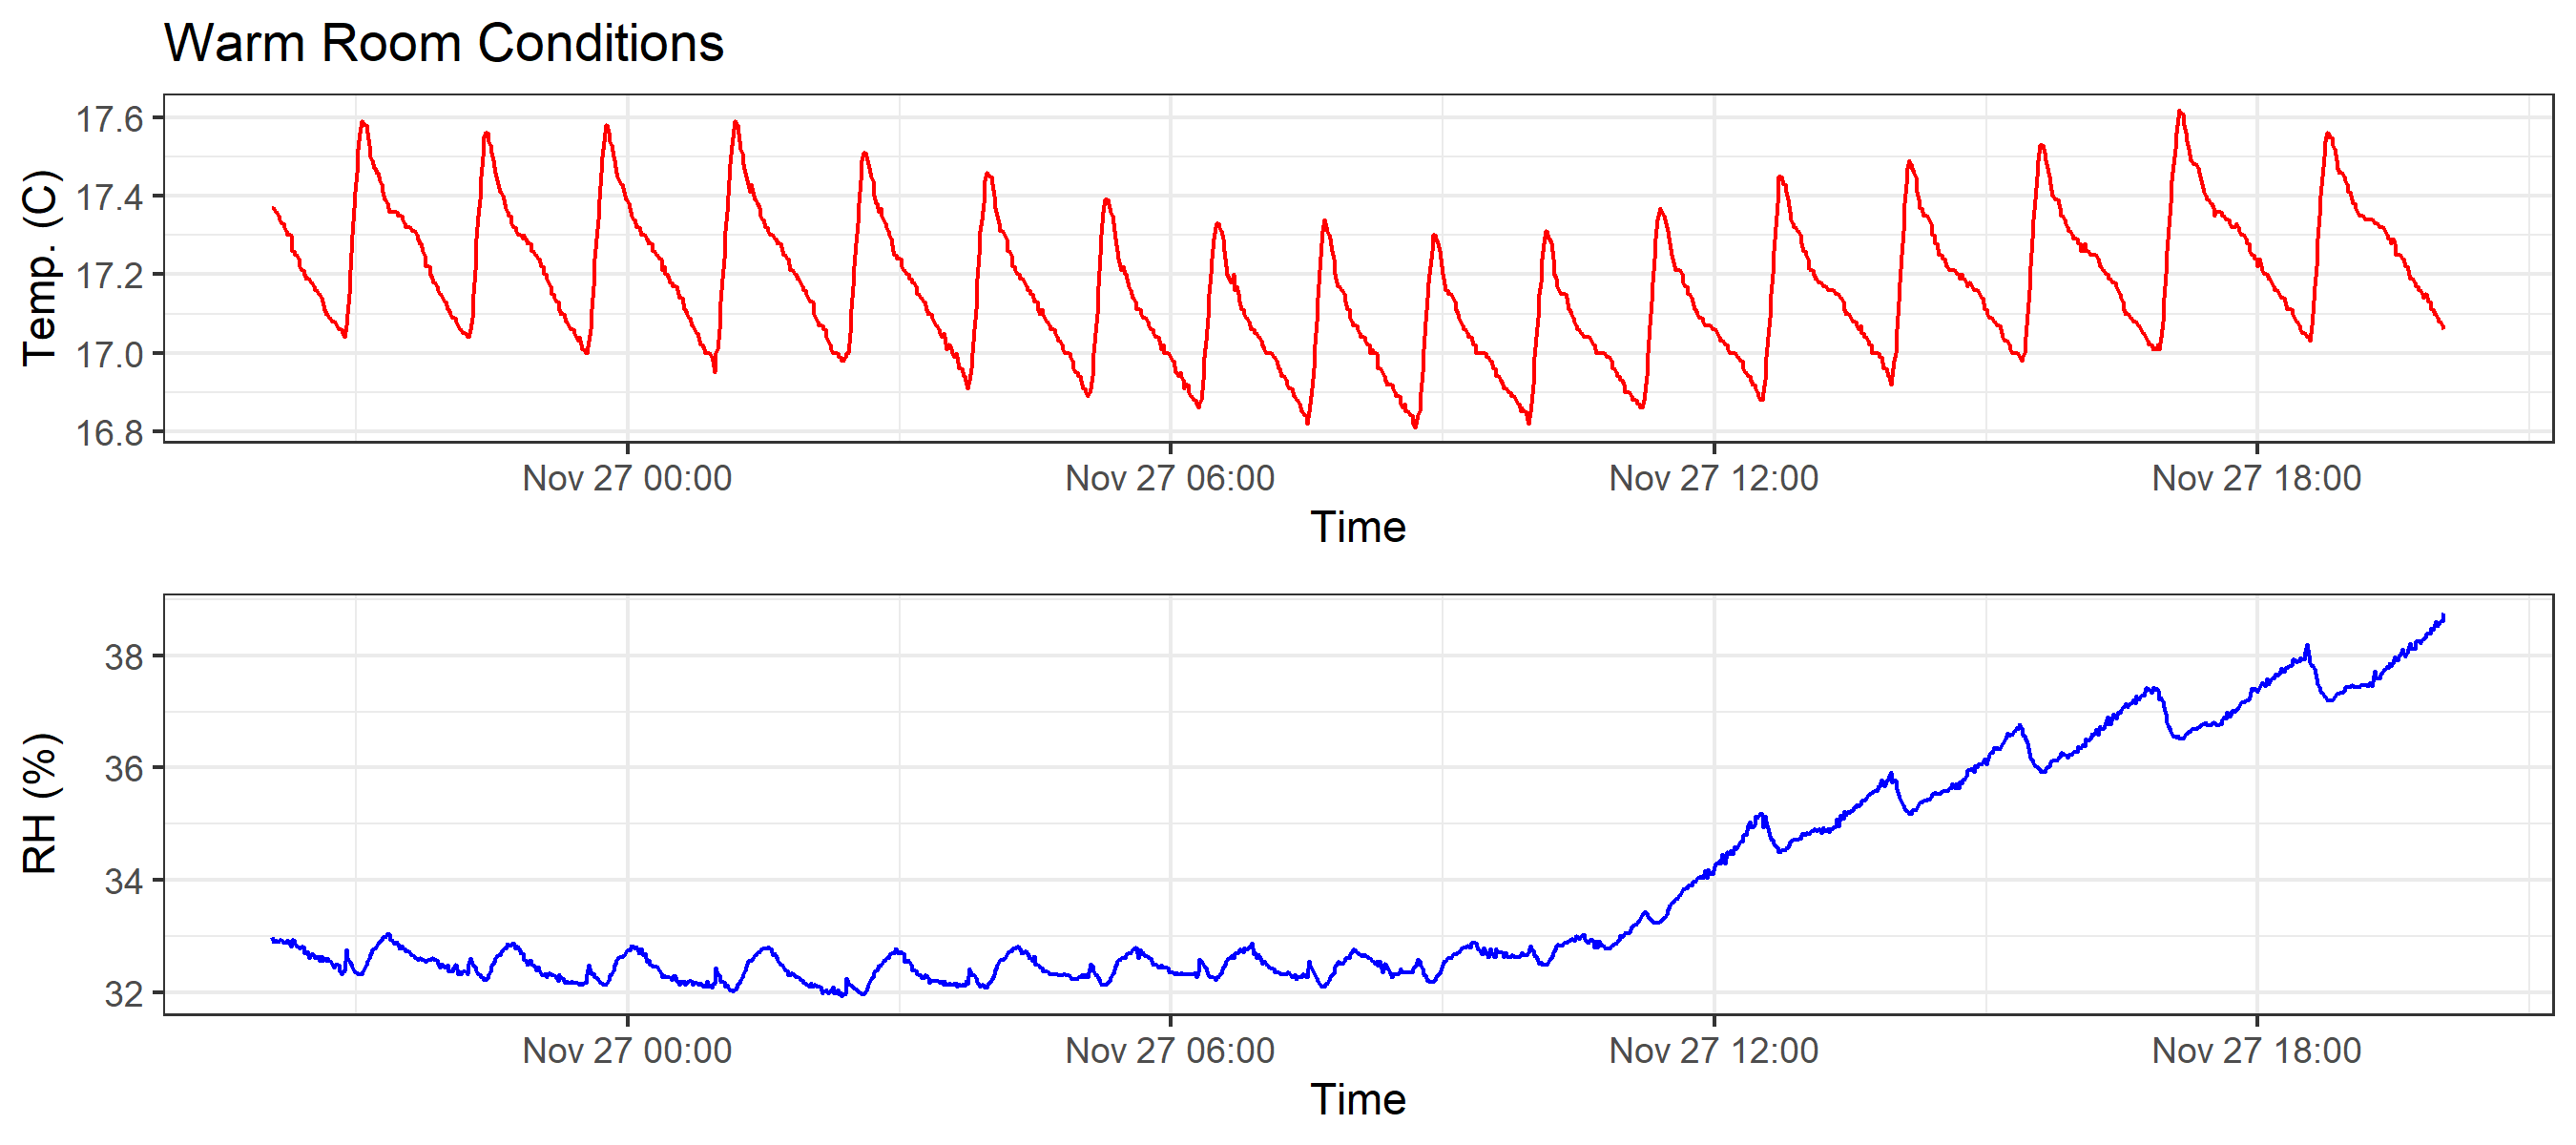 Warm Room Conditions
Temp. (C)
17.6
17.4
17.2
17.0
16.8
Nov 27 00:00 Nov 27 06:00 Nov 27 12:00 Nov 27 18:00
Time
RH (%)
38
36
34
32
Nov 27 00:00 Nov 27 06:00 Nov 27 12:00 Nov 27 18:00
Time